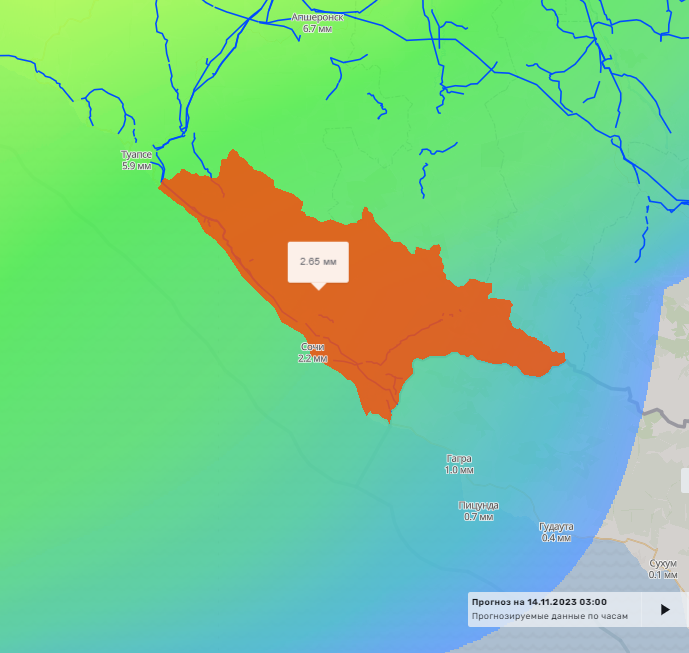 Апшеронск
6.7 мм
Туапсе
5.9 мм
2.65 мм
Сочи
2.2 мм
Гагра
1.0 мм
Пицунда
0.7 мм
Гудаута
0.4 мм
Сухум
0.1 мм
Прогноз на 14.11.2023 03:00
Прогнозируемые данные по часам